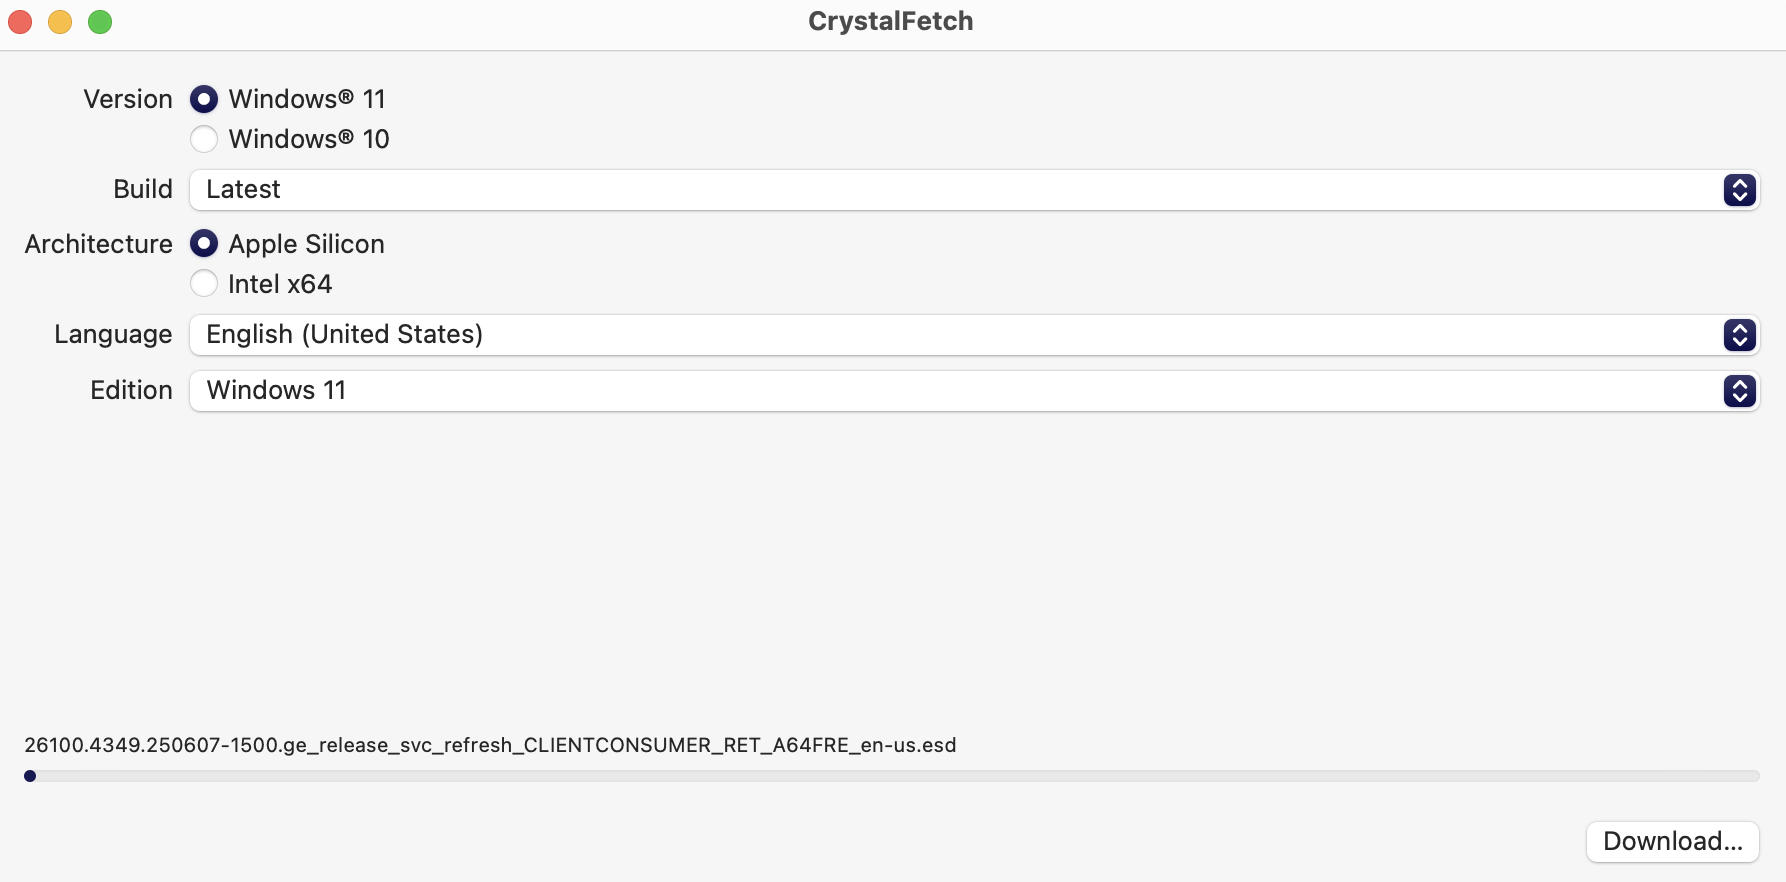 CrystalFetch
Version Windows® 11
Windows® 10
Build Latest
Architecture Apple Silicon
Intel x64
Language English (United States)
Edition Windows 11
26100.4349.250607-1500.ge_release_svc_refresh_CLIENTCONSUMER_RET_A64FRE_en-us.esd
Download...